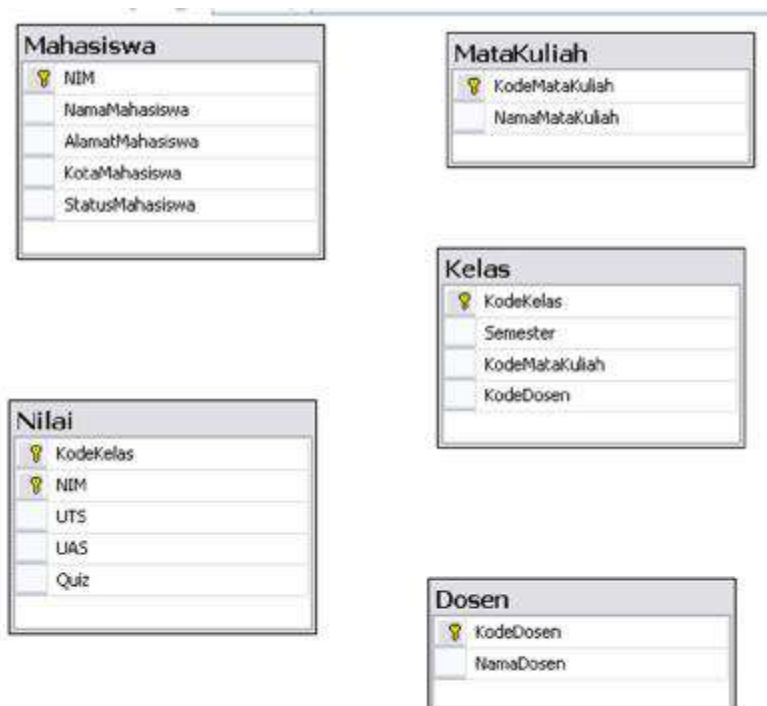 Mahasiswa
NIM
NamaMahasiswa
AlamatMahasiswa
KotaMahasiswa
StatusMahasiswa
MataKuliah
KodeMataKuliah
NamaMataKuliah
Kelas
KodeKelas
Semester
KodeMataKuliah
KodeDosen
Nilai
KodeKelas
NIM
UTS
UAS
Quiz
Dosen
KodeDosen
NamaDosen